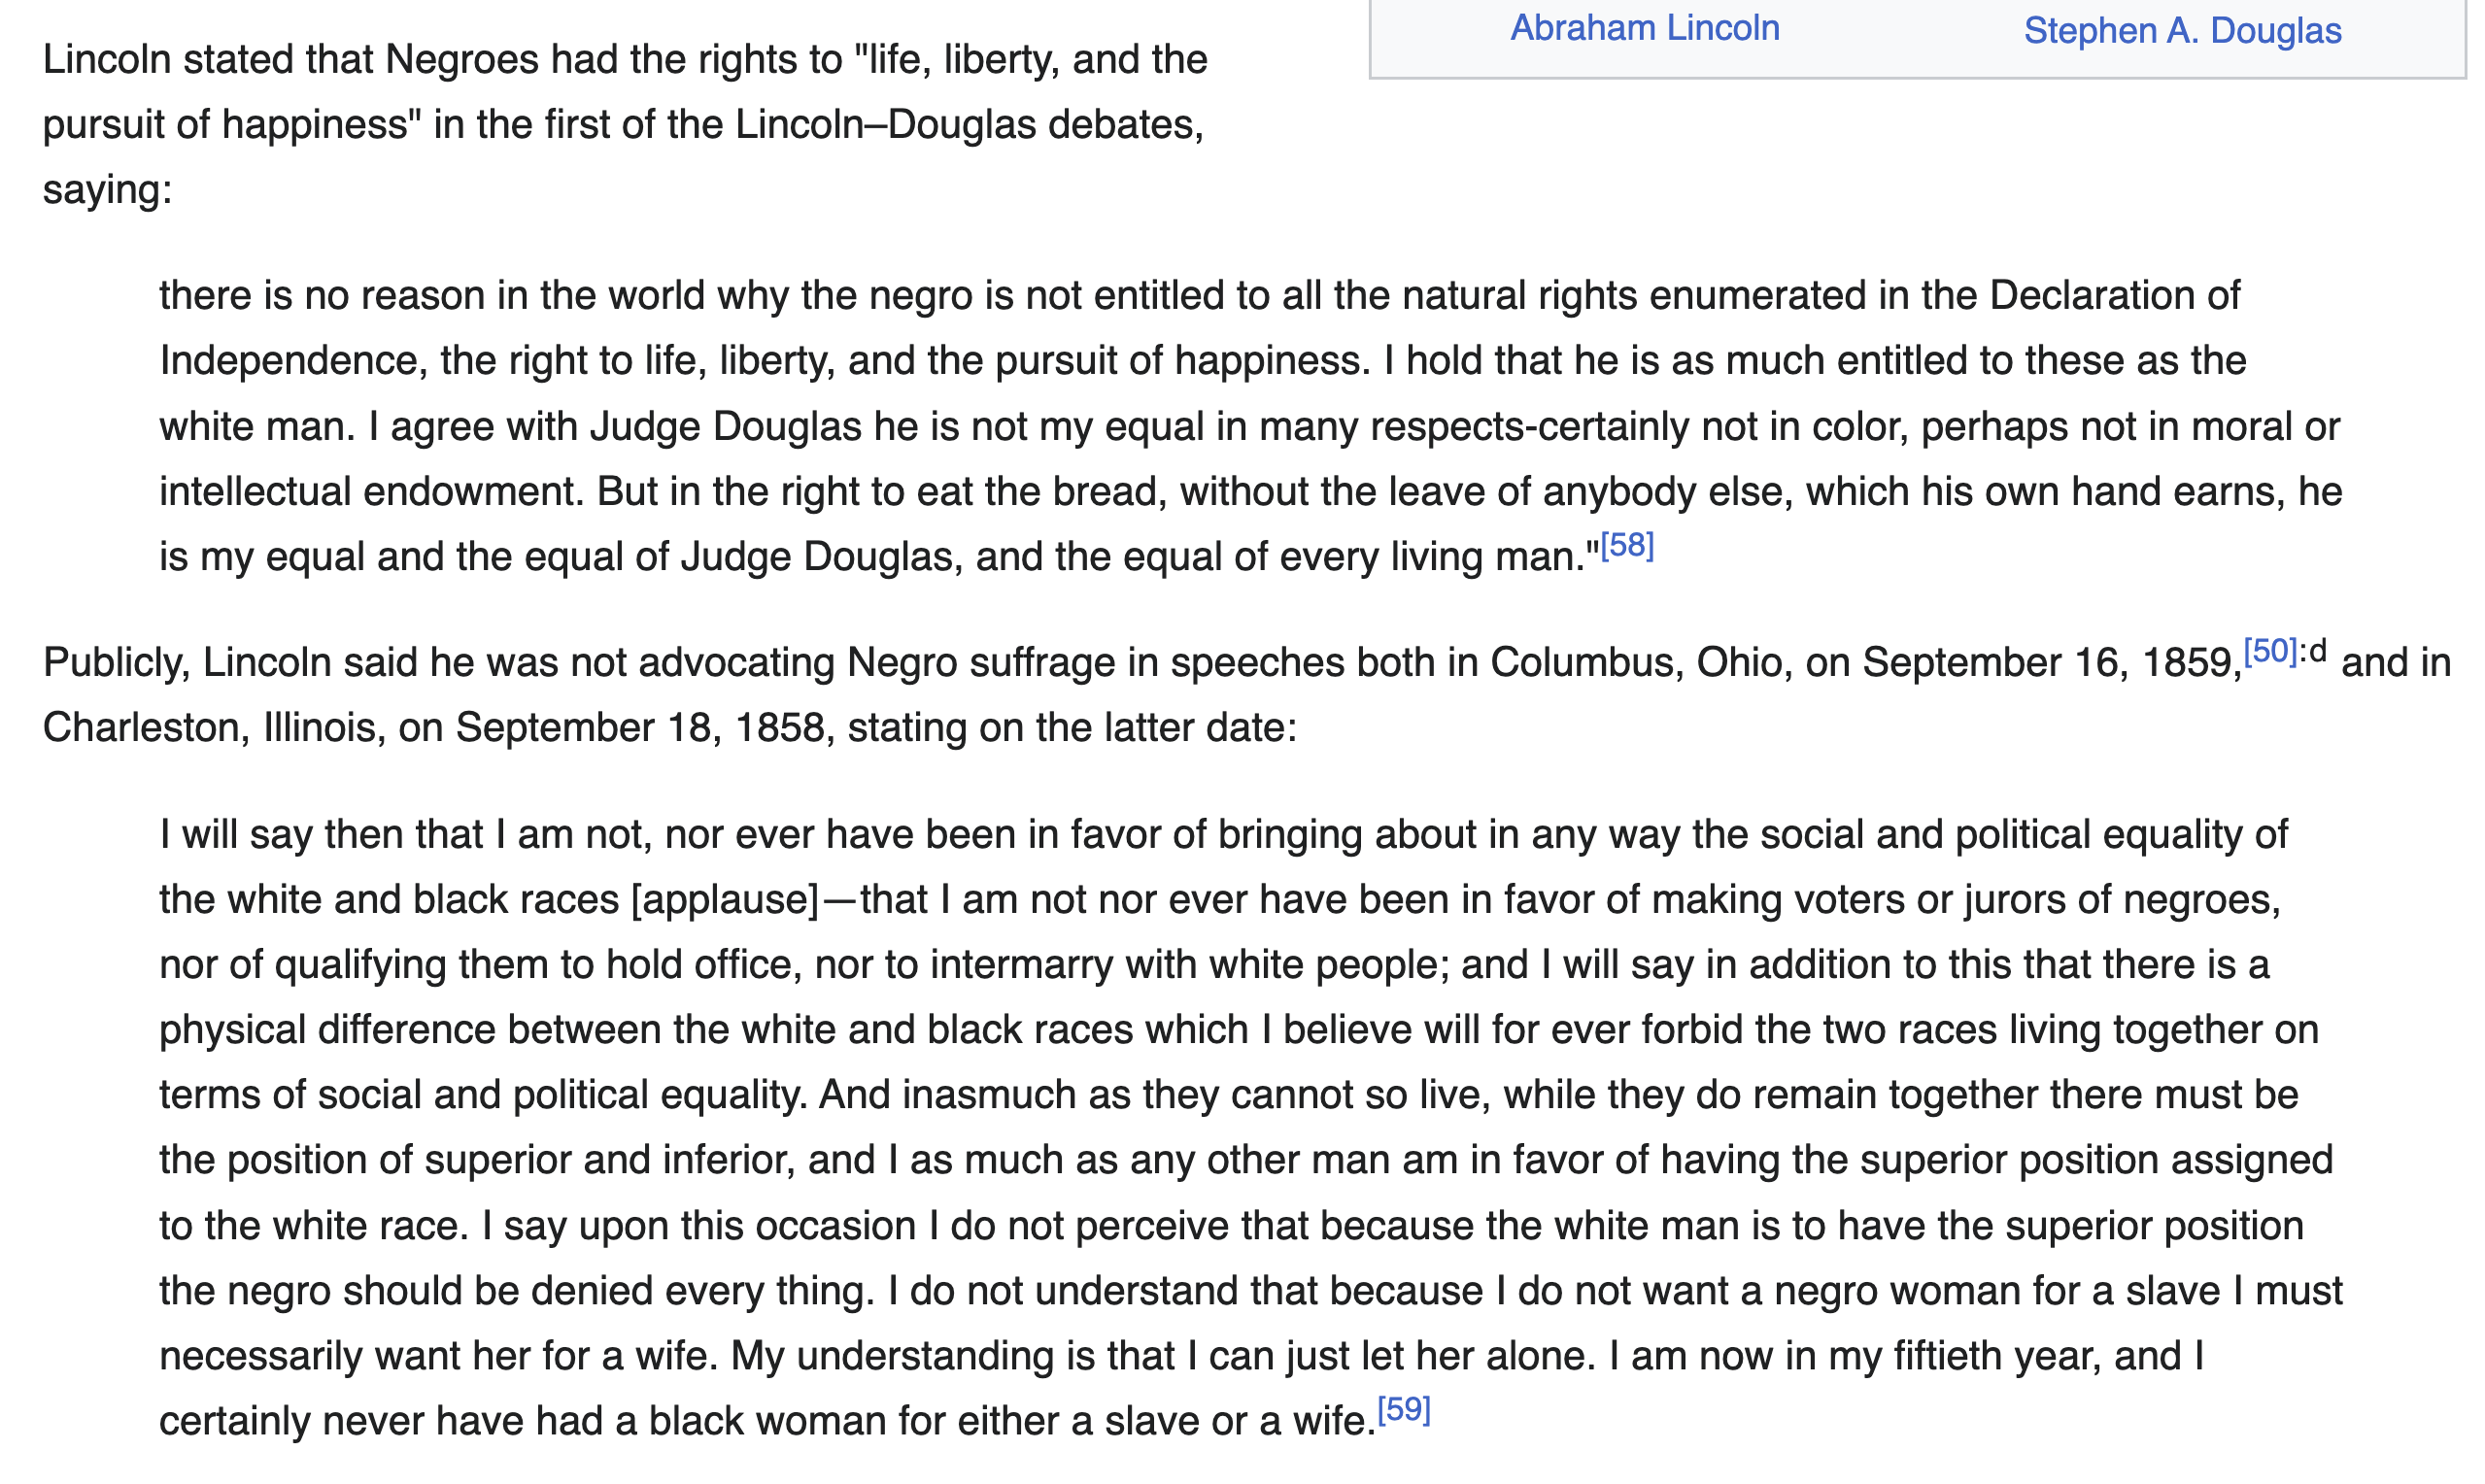 Abraham Lincoln
Stephen A. Douglas
Lincoln stated that Negroes had the rights to "life, liberty, and the
pursuit of happiness" in the first of the Lincoln–Douglas debates,
saying:
there is no reason in the world why the negro is not entitled to all the natural rights enumerated in the Declaration of
Independence, the right to life, liberty, and the pursuit of happiness. I hold that he is as much entitled to these as the
white man. I agree with Judge Douglas he is not my equal in many respects-certainly not in color, perhaps not in moral or
intellectual endowment. But in the right to eat the bread, without the leave of anybody else, which his own hand earns, he
is my equal and the equal of Judge Douglas, and the equal of every living man."[58]
Publicly, Lincoln said he was not advocating Negro suffrage in speeches both in Columbus, Ohio, on September 16, 1859,[50]:d and in
Charleston, Illinois, on September 18, 1858, stating on the latter date:
I will say then that I am not, nor ever have been in favor of bringing about in any way the social and political equality of
the white and black races [applause]—that I am not nor ever have been in favor of making voters or jurors of negroes,
nor of qualifying them to hold office, nor to intermarry with white people; and I will say in addition to this that there is a
physical difference between the white and black races which I believe will for ever forbid the two races living together on
terms of social and political equality. And inasmuch as they cannot so live, while they do remain together there must be
the position of superior and inferior, and I as much as any other man am in favor of having the superior position assigned
to the white race. I say upon this occasion I do not perceive that because the white man is to have the superior position
the negro should be denied every thing. I do not understand that because I do not want a negro woman for a slave I must
necessarily want her for a wife. My understanding is that I can just let her alone. I am now in my fiftieth year, and I
certainly never have had a black woman for either a slave or a wife.[59]